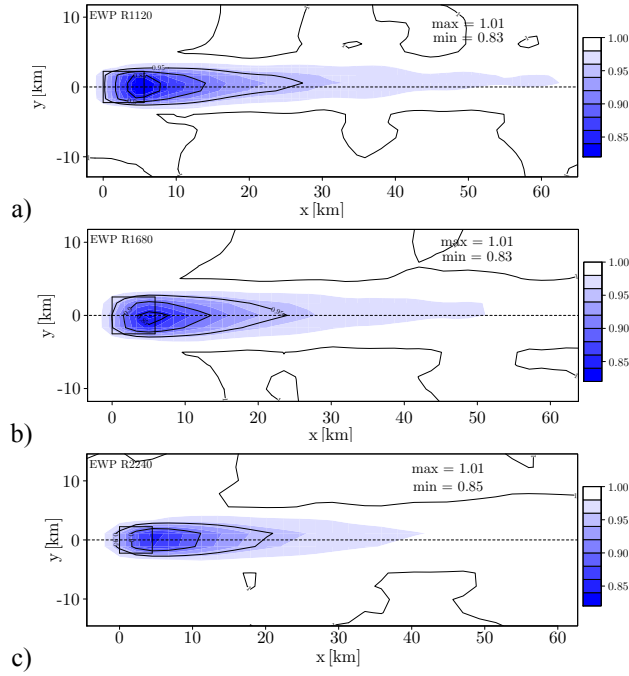 EWP R1120
max = 1.01
min = 0.83
y [km]
10
0
-10
0.95
0 10 20 30 40 50 60
x [km]
1.00
0.95
0.90
0.85
a)
EWP R1680
max = 1.01
min = 0.83
y [km]
10
0
-10
0.95
0 10 20 30 40 50 60
x [km]
1.00
0.95
0.90
0.85
b)
EWP R2240
max = 1.01
min = 0.85
y [km]
10
0
-10
0 10 20 30 40 50 60
x [km]
1.00
0.95
0.90
0.85
c)